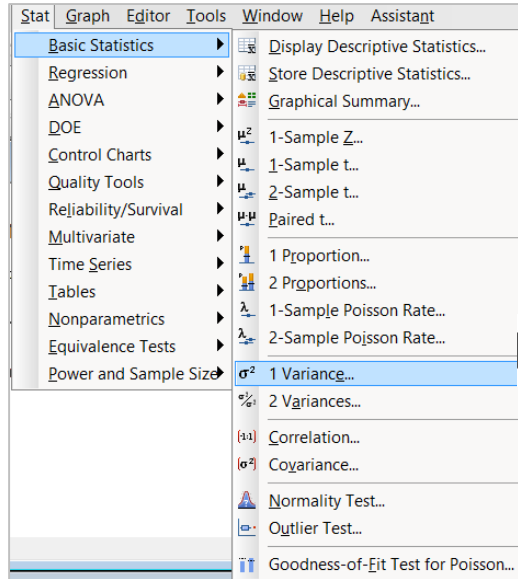 Stat Graph Editor Tools Window Help Assistant
Basic Statistics
Regression
ANOVA
DOE
Control Charts
Quality Tools
Reliability/Survival
Multivariate
Time Series
Tables
Nonparametrics
Equivalence Tests
Power and Sample Size
Display Descriptive Statistics...
Store Descriptive Statistics...
Graphical Summary...
1-Sample Z...
1-Sample t...
2-Sample t...
Paired t...
1 Proportion...
2 Proportions...
1-Sample Poisson Rate...
2-Sample Poisson Rate...
σ² 1 Variance...
2 Variances...
Correlation...
Covariance...
Normality Test...
Outlier Test...
Goodness-of-Fit Test for Poisson...